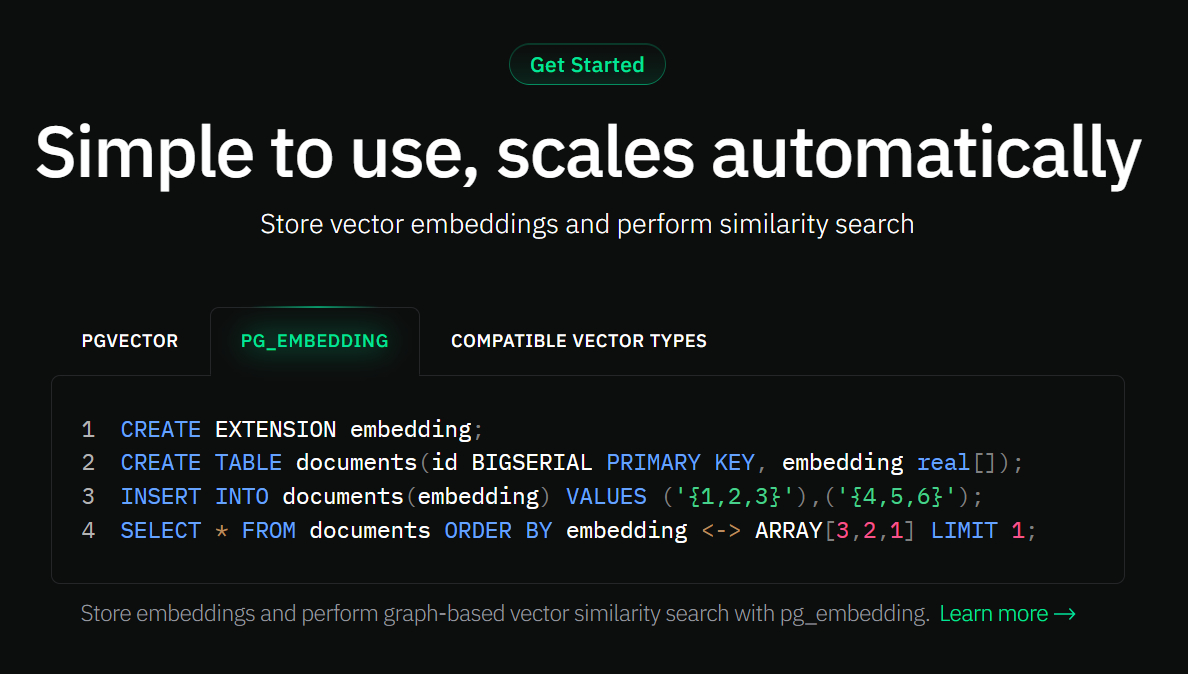 Get Started
Simple to use, scales automatically
Store vector embeddings and perform similarity search
PGVECTOR PG_EMBEDDING COMPATIBLE VECTOR TYPES
1 CREATE EXTENSION embedding;
2 CREATE TABLE documents(id BIGSERIAL PRIMARY KEY, embedding real[]);
3 INSERT INTO documents(embedding) VALUES ('{1,2,3}'),('{4,5,6}');
4 SELECT * FROM documents ORDER BY embedding <-> ARRAY[3,2,1] LIMIT 1;
Store embeddings and perform graph-based vector similarity search with pg_embedding. Learn more →